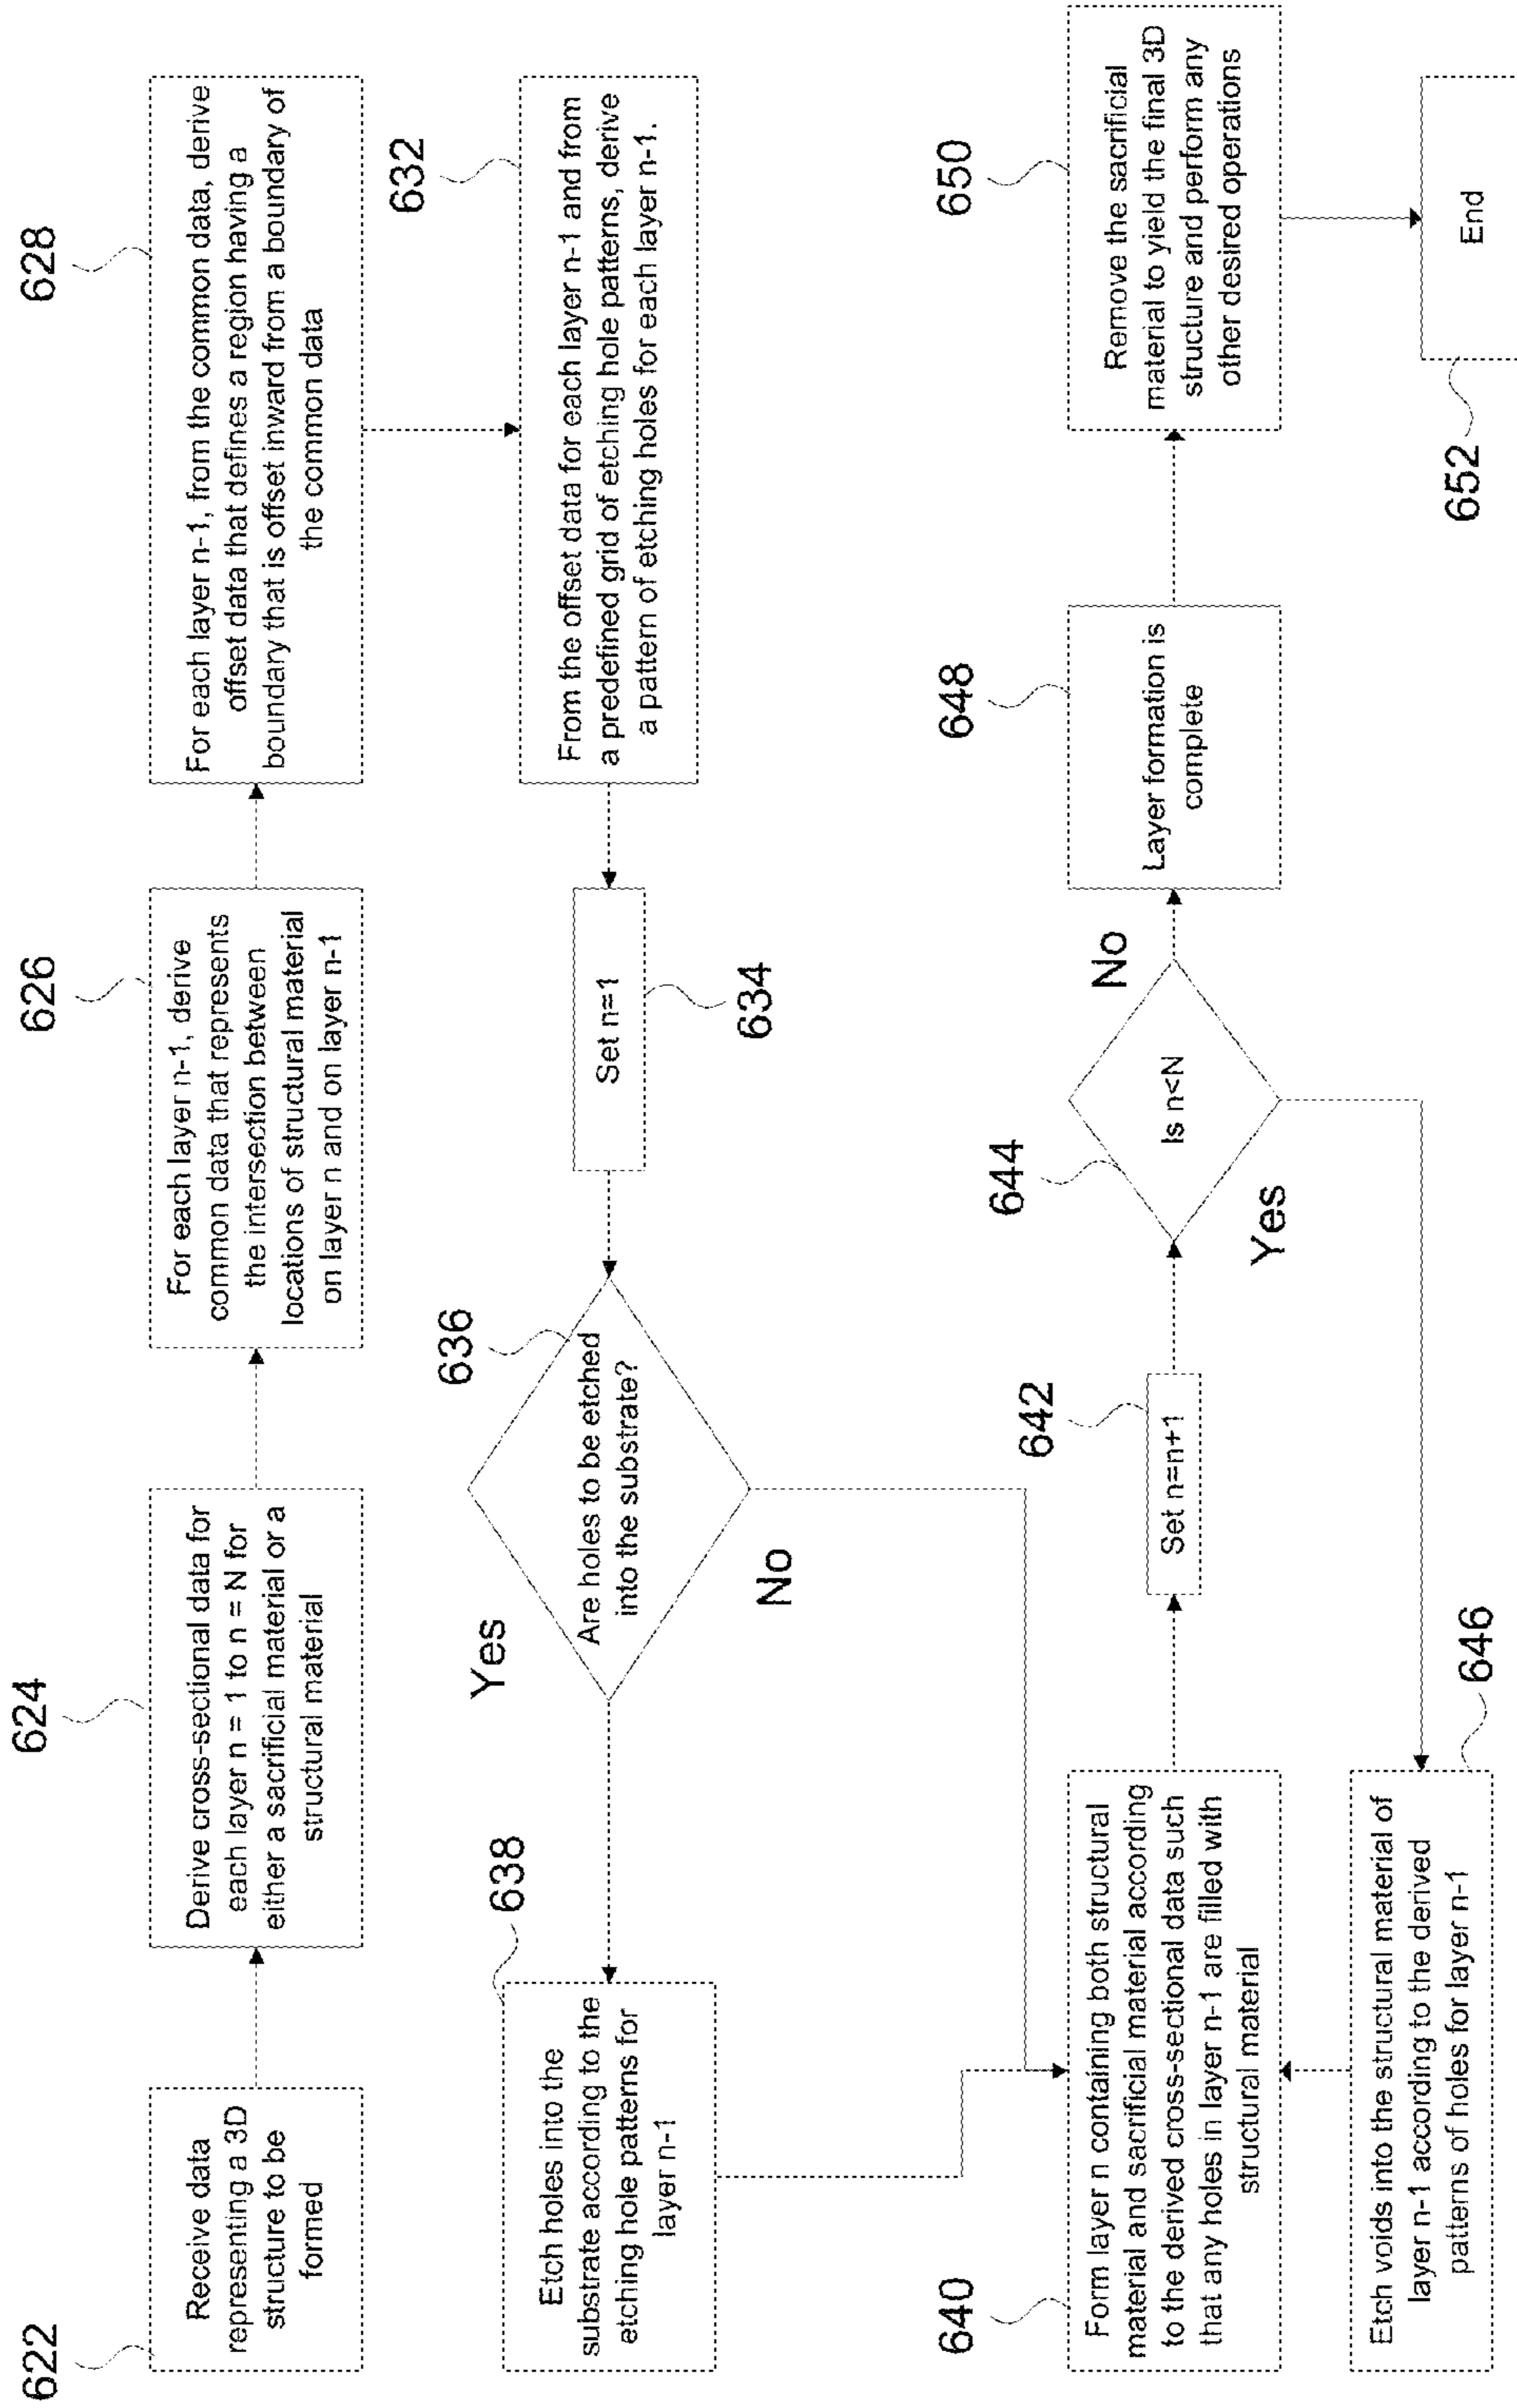 622
Receive data
representing a 3D
structure to be
formed
624
Derive cross-sectional data for
each layer n = 1 to n = N for
either a sacrificial material or a
structural material
626
For each layer n-1, derive
common data that represents
the intersection between
locations of structural material
on layer n and on layer n-1
628
For each layer n-1, from the common data, derive
offset data that defines a region having a
boundary that is offset inward from a boundary of
the common data
632
From the offset data for each layer n-1 and from
a predefined grid of etching hole patterns, derive
a pattern of etching holes for each layer n-1.
Set n=1
634
636
Are holes to be etched
into the substrate?
Yes
No
638
Etch holes into the
substrate according to the
etching hole patterns for
layer n-1
640
Form layer n containing both structural
material and sacrificial material according
to the derived cross-sectional data such
that any holes in layer n-1 are filled with
structural material
642
Set n=n+1
644
Is n<N
No
Yes
646
Etch voids into the structural material of
layer n-1 according to the derived
patterns of holes for layer n-1
648
Layer formation is
complete
650
Remove the sacrificial
material to yield the final 3D
structure and perform any
other desired operations
652
End